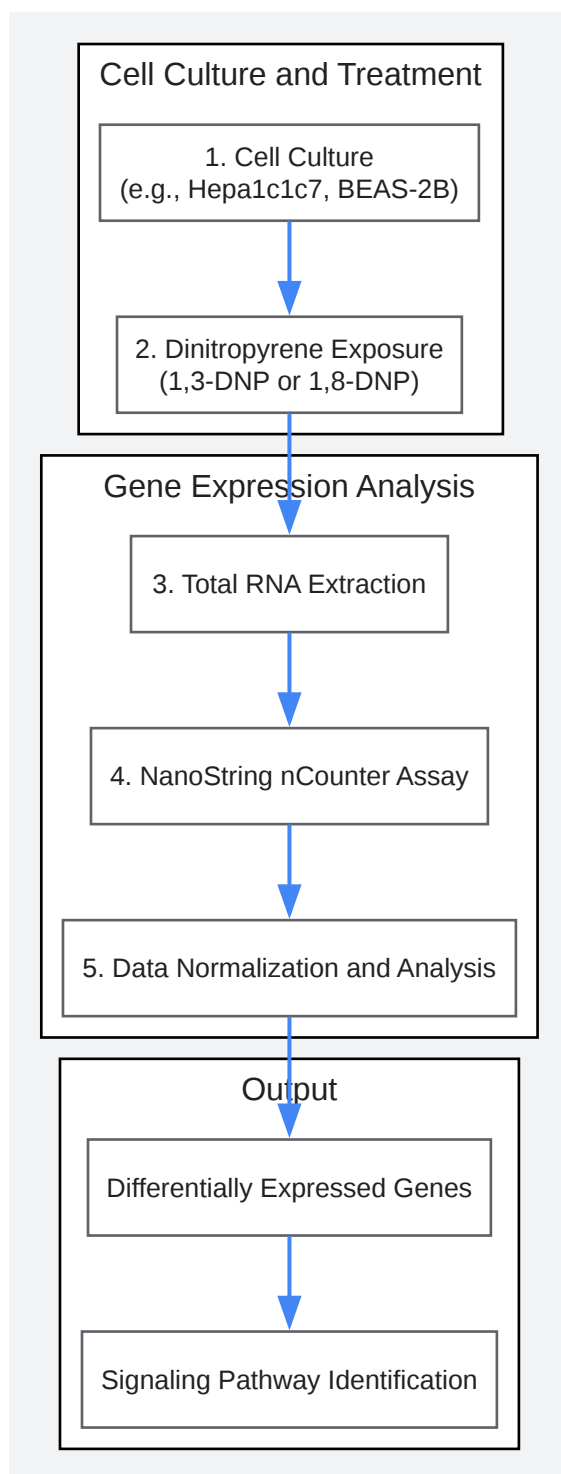 Cell Culture and Treatment
1. Cell Culture
(e.g., Hepa1c1c7, BEAS-2B)
2. Dinitropyrene Exposure
(1,3-DNP or 1,8-DNP)
Gene Expression Analysis
3. Total RNA Extraction
4. NanoString nCounter Assay
5. Data Normalization and Analysis
Output
Differentially Expressed Genes
Signaling Pathway Identification